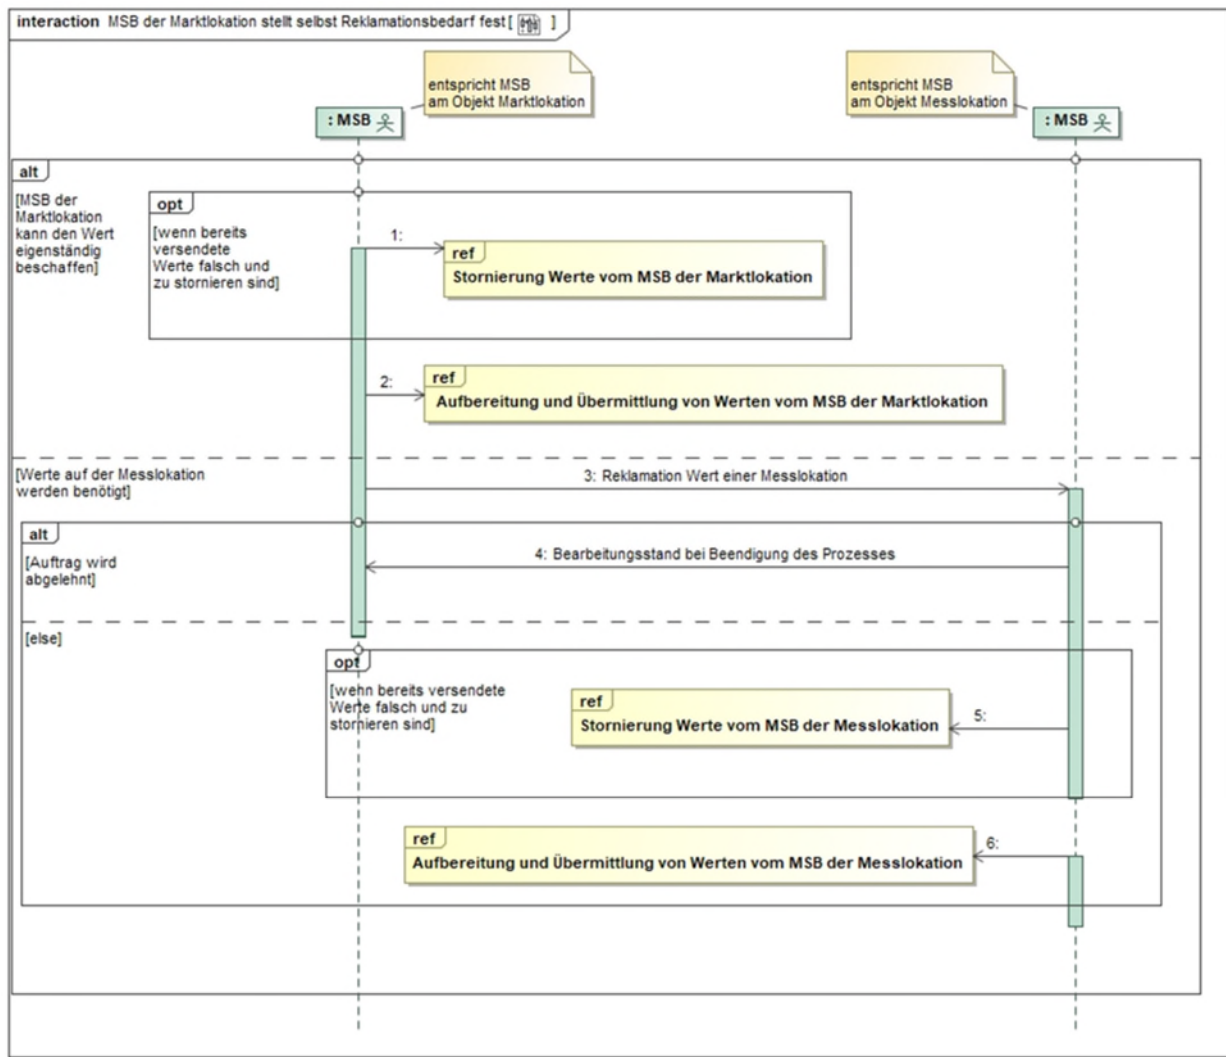 interaction MSB der Marktlokation stellt selbst Reklamationsbedarf fest[ ]
entspricht MSB
am Objekt Marktlokation
entspricht MSB
am Objekt Messlokation
: MSB
: MSB
alt
[MSB der
Marktlokation
kann den Wert
eigenständig
beschaffen]
opt
[wenn bereits
versendete
Werte falsch und
zu stornieren sind]
1:
ref
Stornierung Werte vom MSB der Marktlokation
2:
ref
Aufbereitung und Übermittlung von Werten vom MSB der Marktlokation
[Werte auf der Messlokation
werden benötigt]
3: Reklamation Wert einer Messlokation
alt
[Auftrag wird
abgelehnt]
4: Bearbeitungsstand bei Beendigung des Prozesses
[else]
opt
[wenn bereits versendete
Werte falsch und zu
stornieren sind]
ref
Stornierung Werte vom MSB der Messlokation
5:
ref
Aufbereitung und Übermittlung von Werten vom MSB der Messlokation
6: